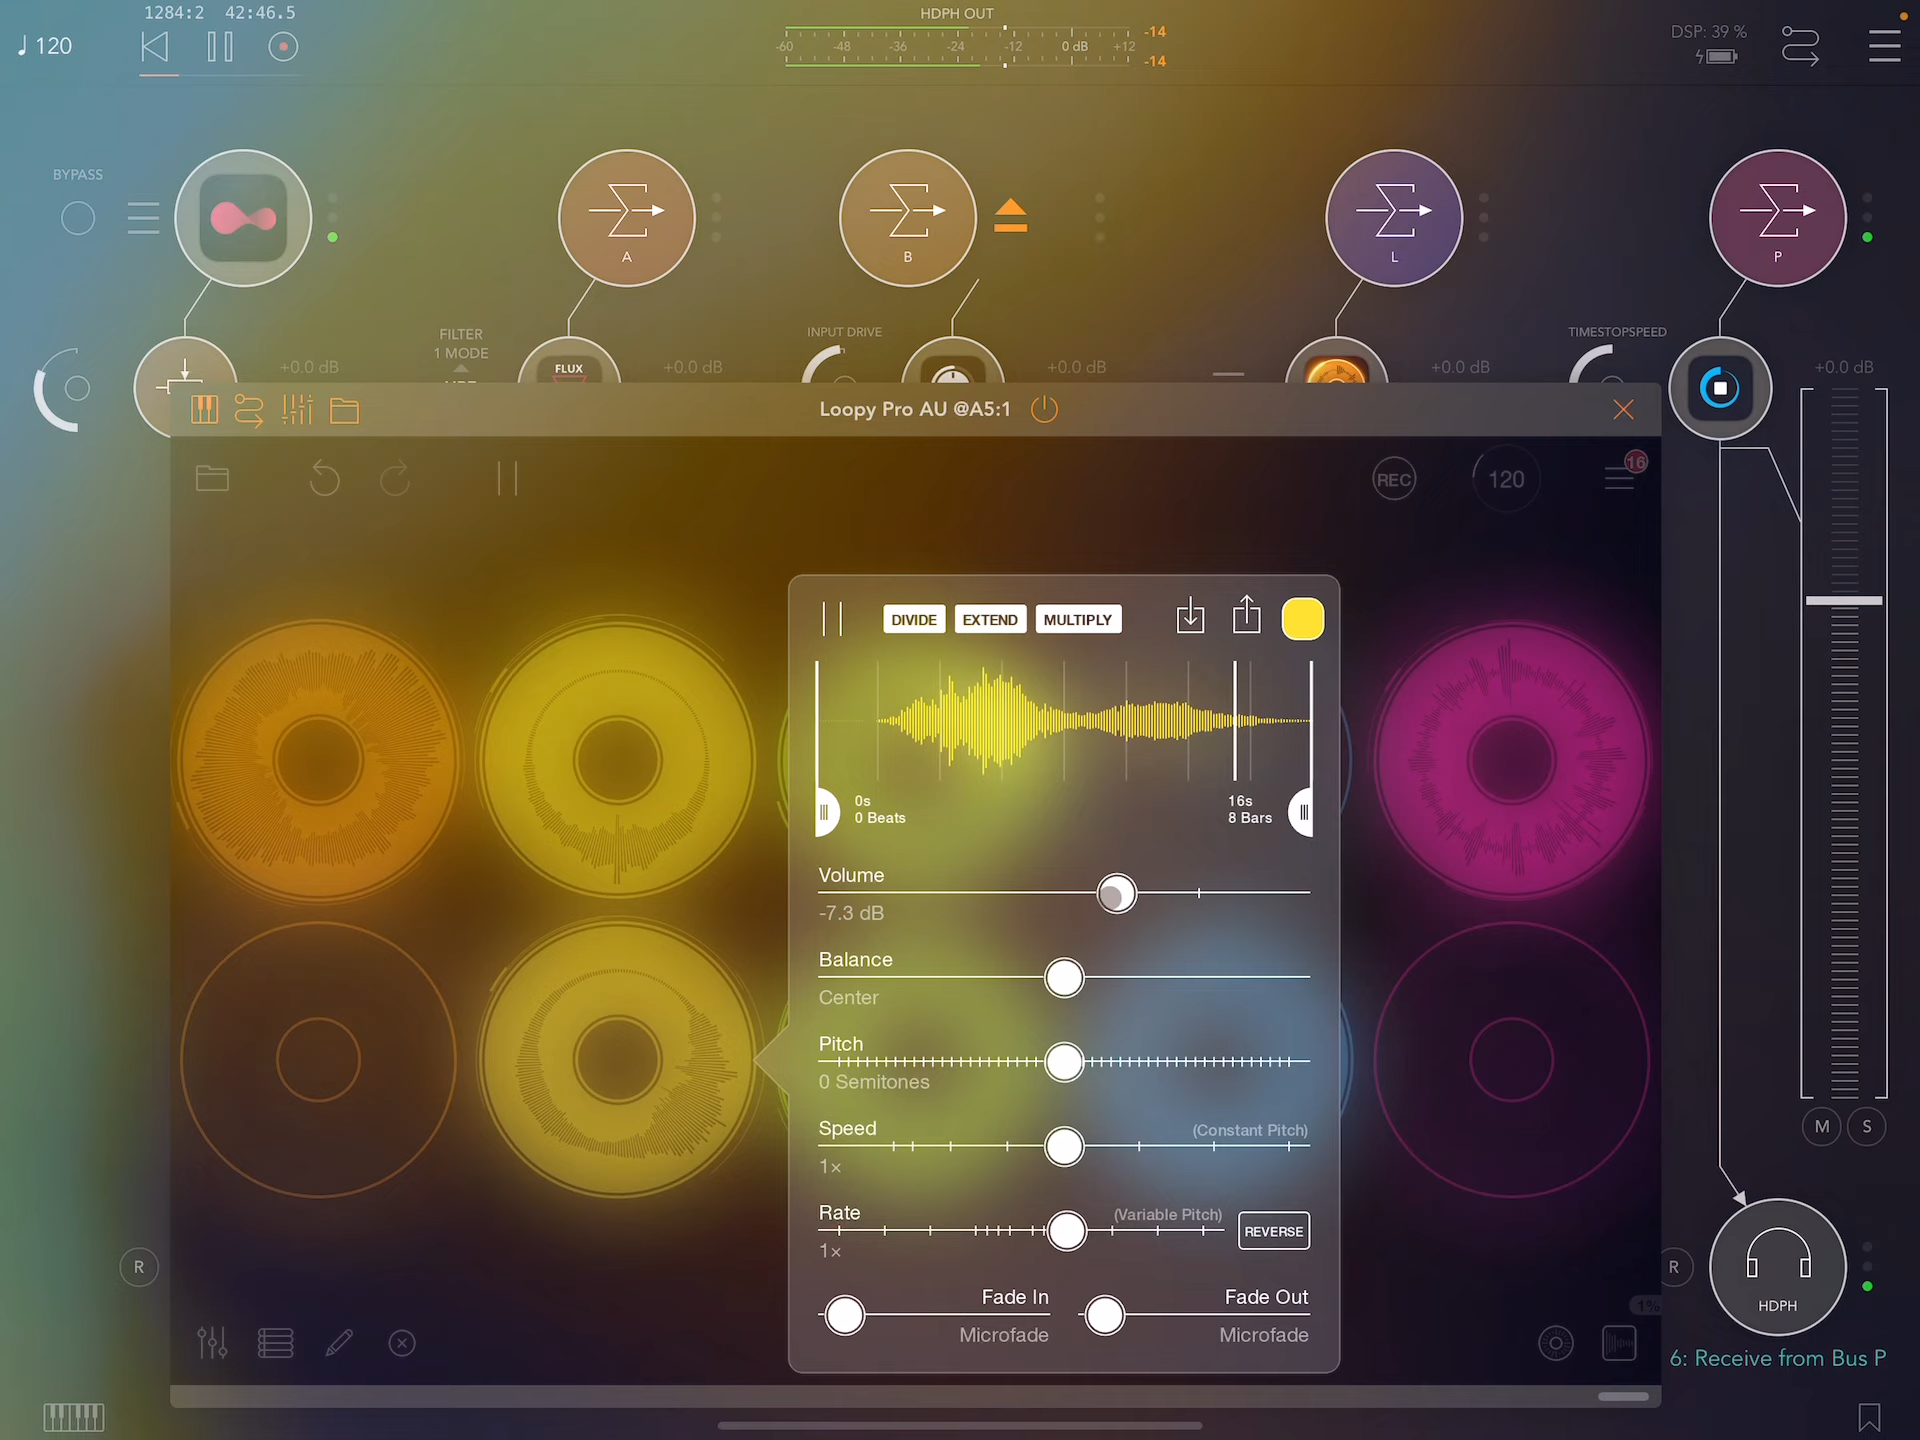 1284:2 42:46.5
120
HDPH OUT
-60 -48 -36 -24 -12 0 dB +12
-14
-14
DSP: 39 %
BYPASS
A
B
L
P
FILTER
1 MODE
+0.0 dB
FLUX
+0.0 dB
INPUT DRIVE
+0.0 dB
+0.0 dB
TIMESTOPSPEED
+0.0 dB
Loopy Pro AU @A5:1
REC
120
16
DIVIDE EXTEND MULTIPLY
0s
0 Beats
16s
8 Bars
Volume
-7.3 dB
Balance
Center
Pitch
0 Semitones
Speed (Constant Pitch)
1×
Rate (Variable Pitch)
REVERSE
1×
Fade In
Microfade
Fade Out
Microfade
M S
R
R
HDPH
1%
6: Receive from Bus P